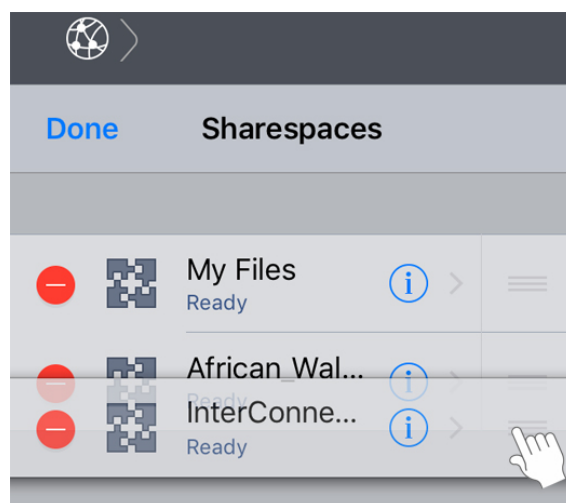 Done
Sharespaces
My Files
Ready
African_Wal...
Ready
InterConne...
Ready